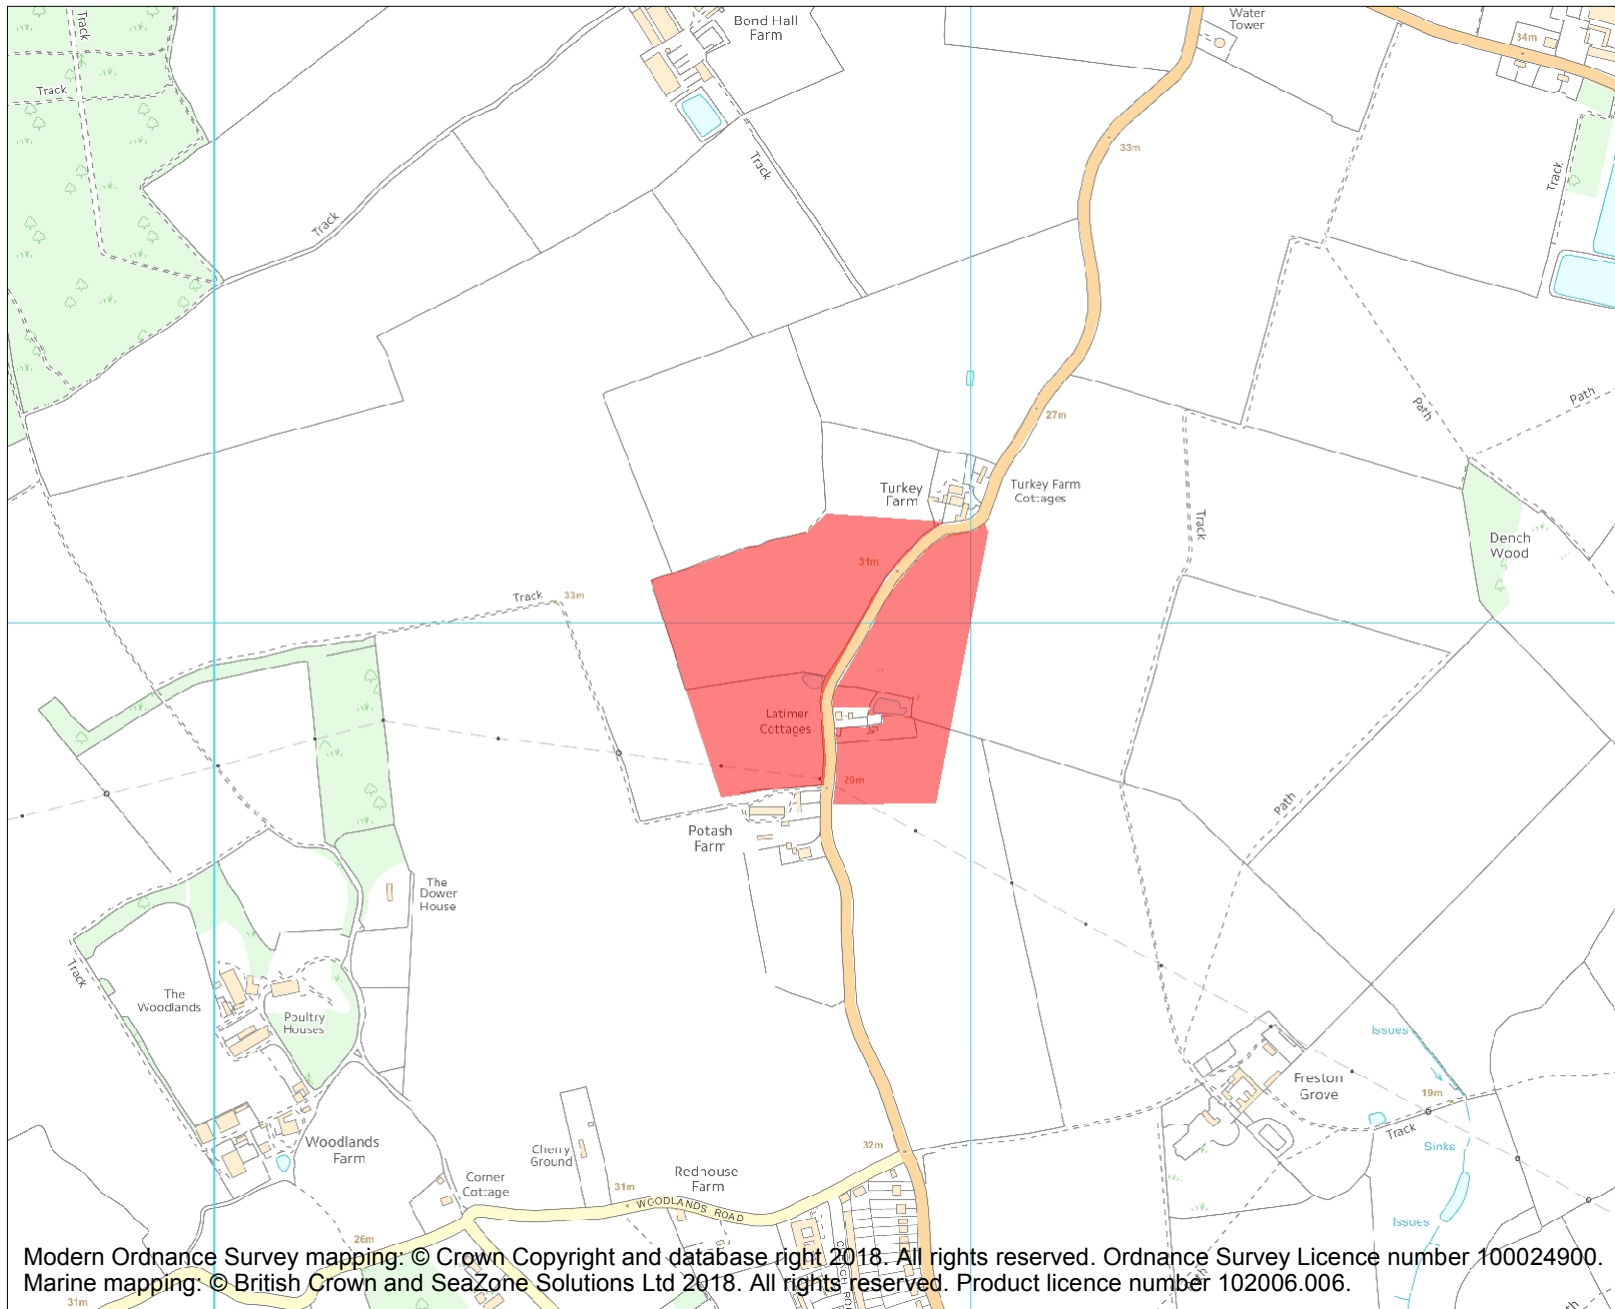 Track
Bond Hall
Farm
Water
Tower
34m
Track
33m
Track
Track
Track
27m
Path
Path
Turkey
Farm
Turkey Farm
Cottages
Track
Dench
Wood
31m
Track
33m
Latimer
Cottages
29m
Potash
Farm
Path
The
Dower
House
Track
The
Woodlands
Poultry
Houses
Issues
Freston
Grove
19m
Track
Sinks
Woodlands
Farm
32m
Cherry
Ground
Redhouse
Farm
Corner
Cottage
31m
WOODLANDS ROAD
Issues
26m
Modern Ordnance Survey mapping: © Crown Copyright and database right 2018. All rights reserved. Ordnance Survey Licence number 100024900.
Marine mapping: © British Crown and SeaZone Solutions Ltd 2018. All rights reserved. Product licence number 102006.006.
31m